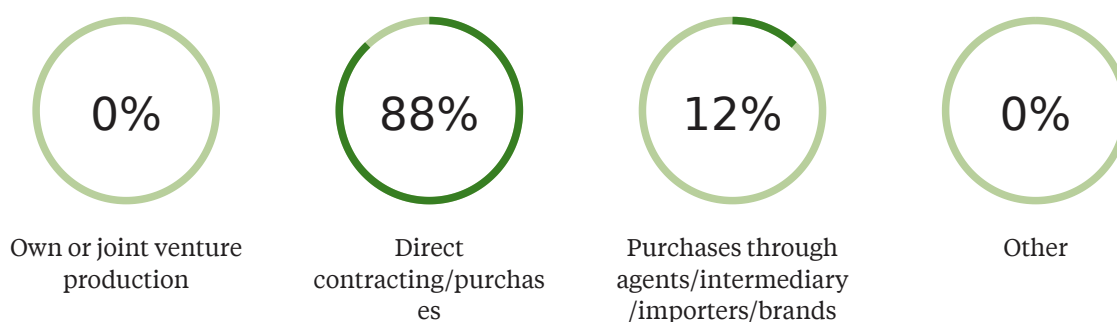 0%
88%
12%
0%
Own or joint venture
production
Direct
contracting/purchas
es
Purchases through
agents/intermediary
/importers/brands
Other